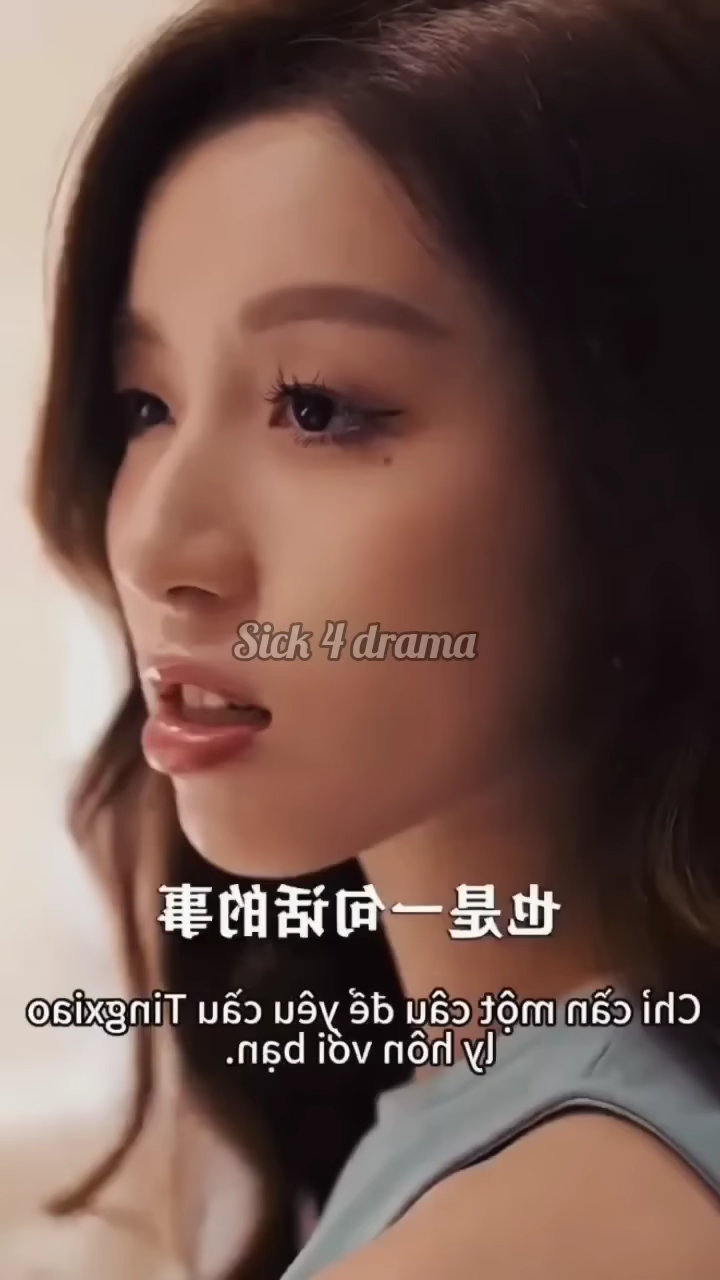 Sick 4 drama
也是一句话的事
Chỉ cần một câu để yêu cầu Tingxiao
ly hôn với bạn.